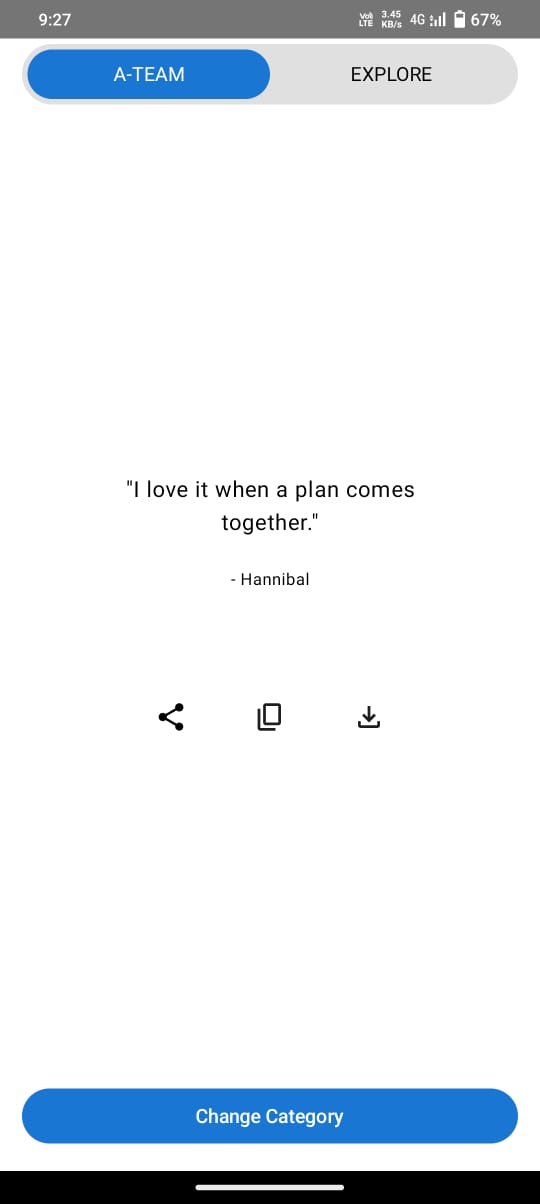 9:27
Vo) LTE 3.45 KB/s 4G 67%
A-TEAM EXPLORE
"I love it when a plan comes
together."
- Hannibal
Change Category